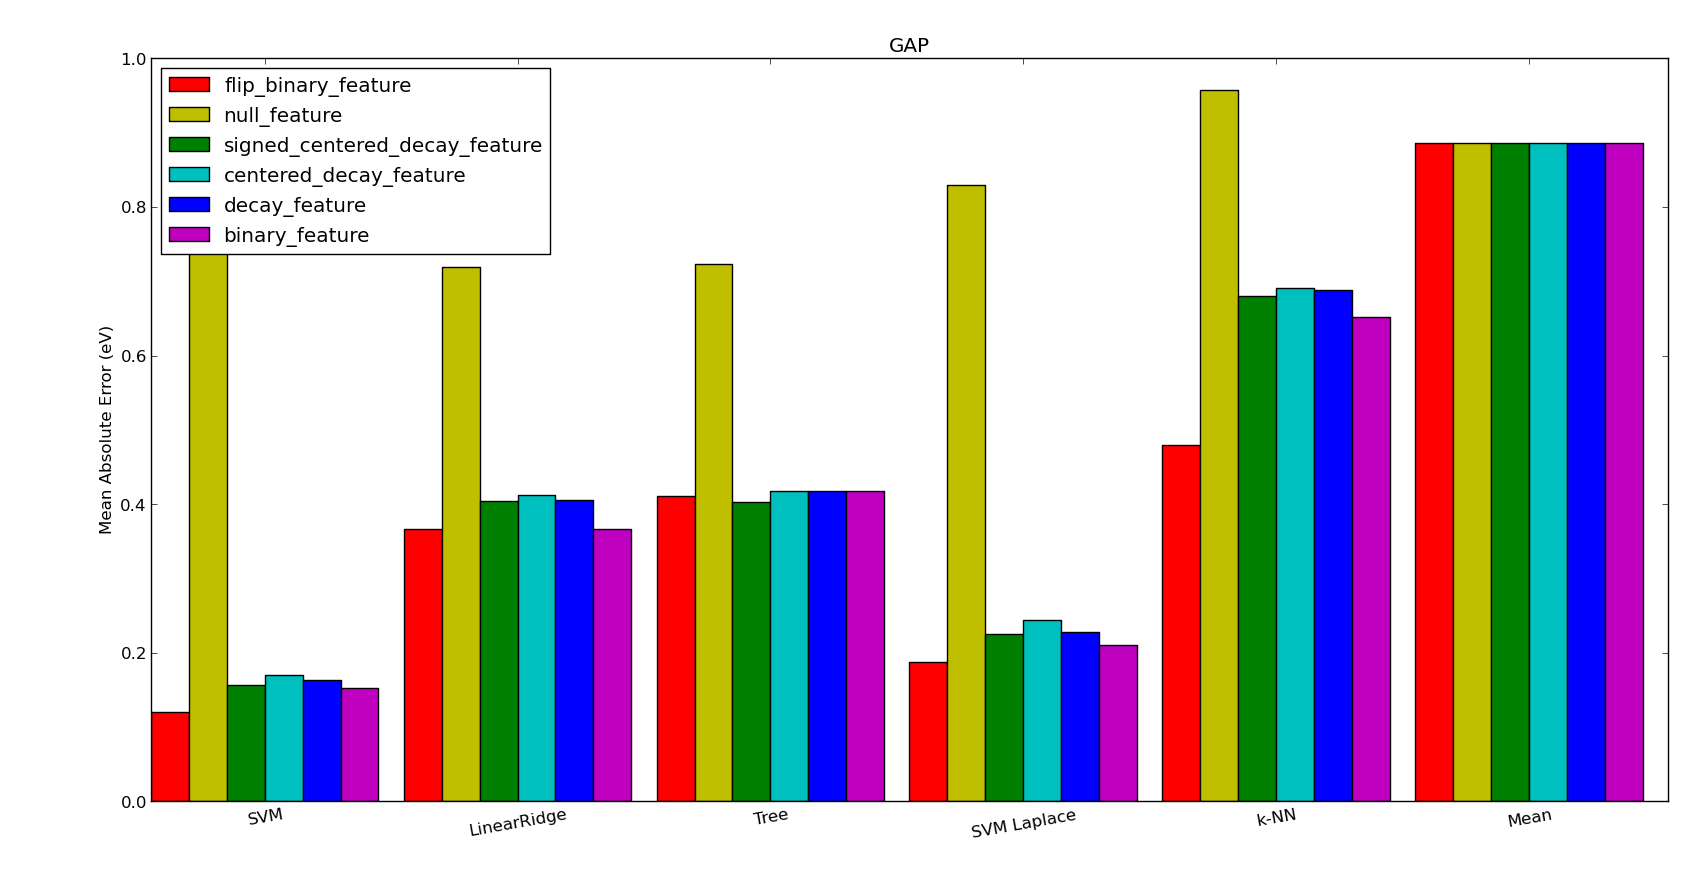 GAP
flip_binary_feature
null_feature
signed_centered_decay_feature
centered_decay_feature
decay_feature
binary_feature
Mean Absolute Error (eV)
1.0
0.8
0.6
0.4
0.2
0.0
SVM
LinearRidge
Tree
SVM Laplace
k-NN
Mean